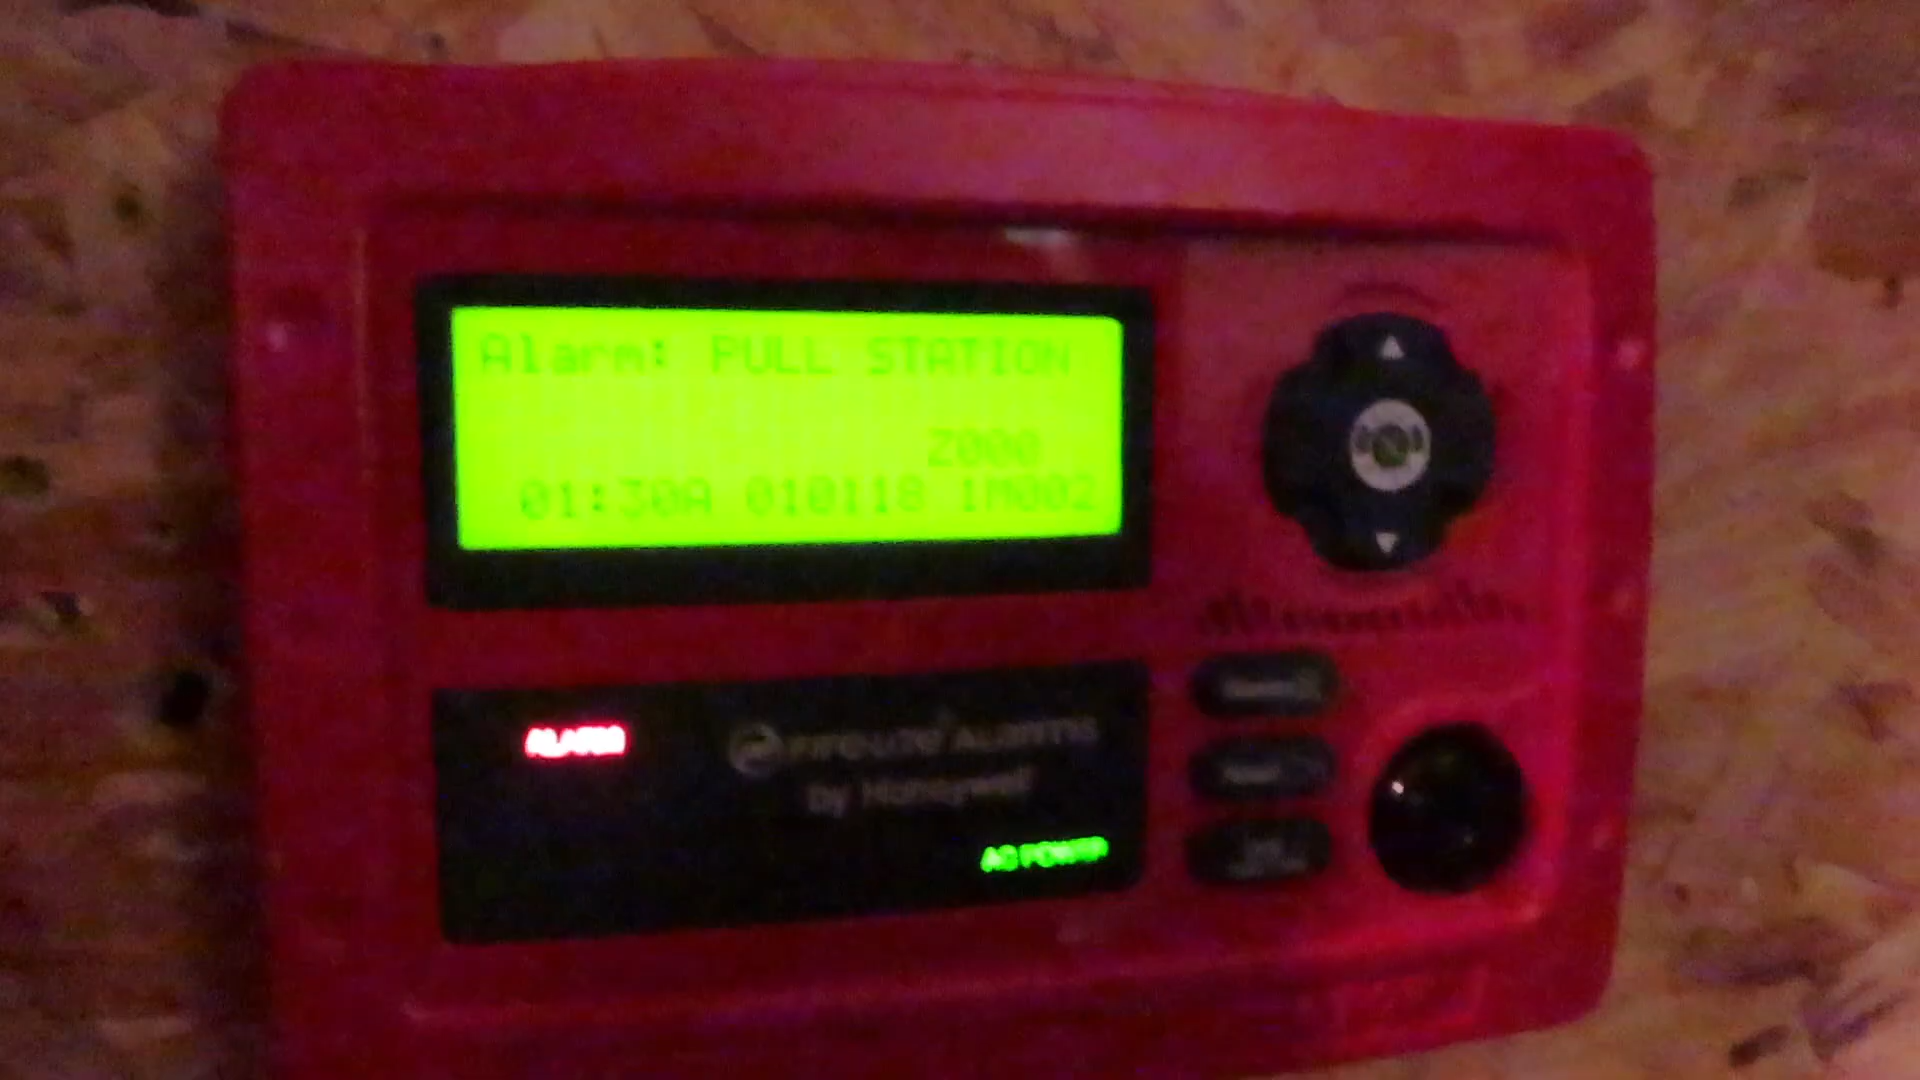 Alarm: PULL STATION
Z000
01:30A 010118 1M002
ALARM
FIRE-LITE ALARMS
by Honeywell
AC POWER